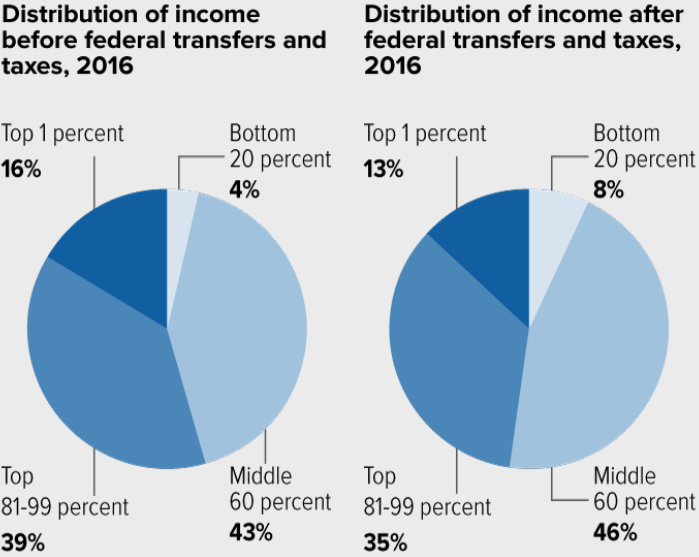 Distribution of income
before federal transfers and
taxes, 2016
Top 1 percent
16%
Bottom
20 percent
4%
Top
81-99 percent
39%
Middle
60 percent
43%
Distribution of income after
federal transfers and taxes,
2016
Top 1 percent
13%
Bottom
20 percent
8%
Top
81-99 percent
35%
Middle
60 percent
46%